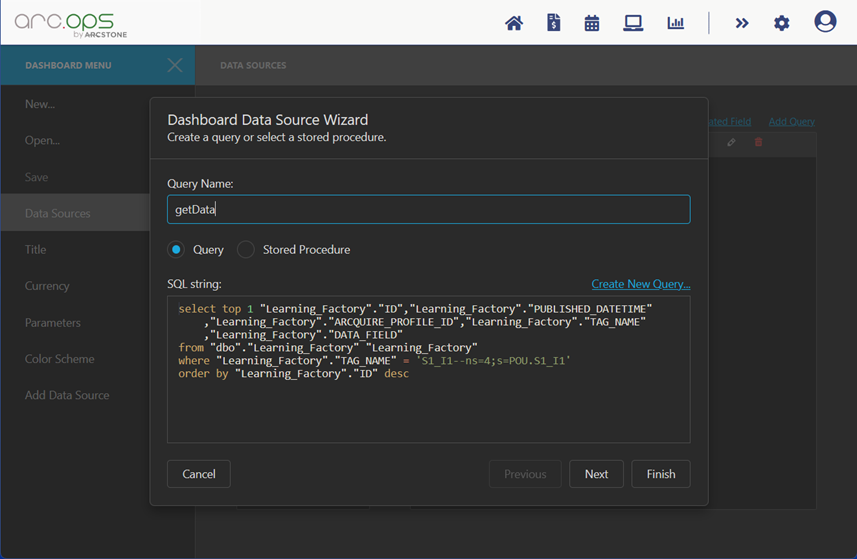 arc.ops
by ARCSTONE
DASHBOARD MENU
DATA SOURCES
New...
Open...
Save
Data Sources
Title
Currency
Parameters
Color Scheme
Add Data Source
ated Field
Add Query
Dashboard Data Source Wizard
Create a query or select a stored procedure.
Query Name:
getData
Query
Stored Procedure
SQL string:
Create New Query...
select top 1 "Learning_Factory"."ID","Learning_Factory"."PUBLISHED_DATETIME"
,"Learning_Factory"."ARCQUIRE_PROFILE_ID","Learning_Factory"."TAG_NAME"
,"Learning_Factory"."DATA_FIELD"
from "dbo"."Learning_Factory" "Learning_Factory"
where "Learning_Factory"."TAG_NAME" = 'S1_I1--ns=4;s=POU.S1_I1'
order by "Learning_Factory"."ID" desc
Cancel
Previous
Next
Finish